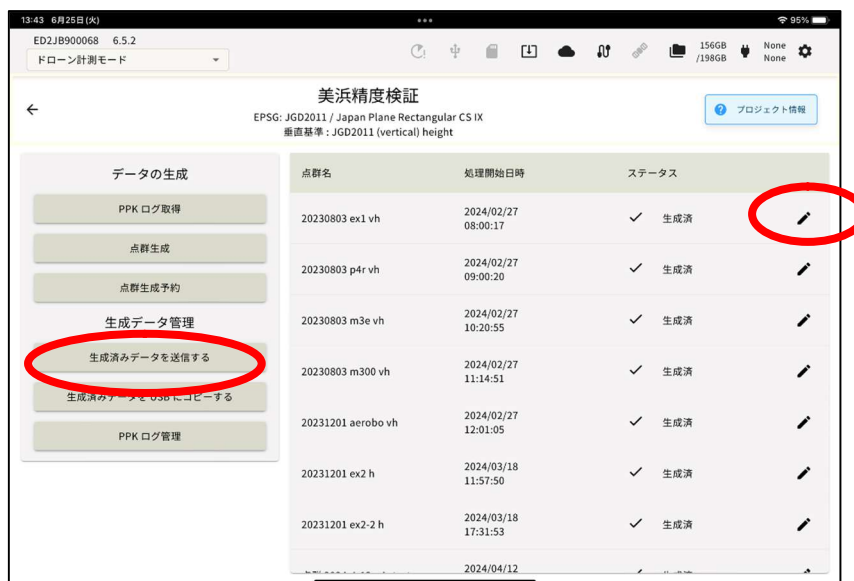 13:43 6月25日(火)
95%
ED2JB900068 6.5.2
ドローン計測モード
156GB
/198GB
None
None
美浜精度検証
EPSG: JGD2011 / Japan Plane Rectangular CS IX
垂直基準 : JGD2011 (vertical) height
プロジェクト情報
データの生成
PPK ログ取得
点群生成
点群生成予約
生成データ管理
生成済みデータを送信する
生成済みデータを USB にコピーする
PPK ログ管理
点群名 処理開始日時 ステータス
20230803 ex1 vh 2024/02/27 08:00:17 生成済
20230803 p4r vh 2024/02/27 09:00:20 生成済
20230803 m3e vh 2024/02/27 10:20:55 生成済
20230803 m300 vh 2024/02/27 11:14:51 生成済
20231201 aerobo vh 2024/02/27 12:01:05 生成済
20231201 ex2 h 2024/03/18 11:57:50 生成済
20231201 ex2-2 h 2024/03/18 17:31:53 生成済
2024/04/12